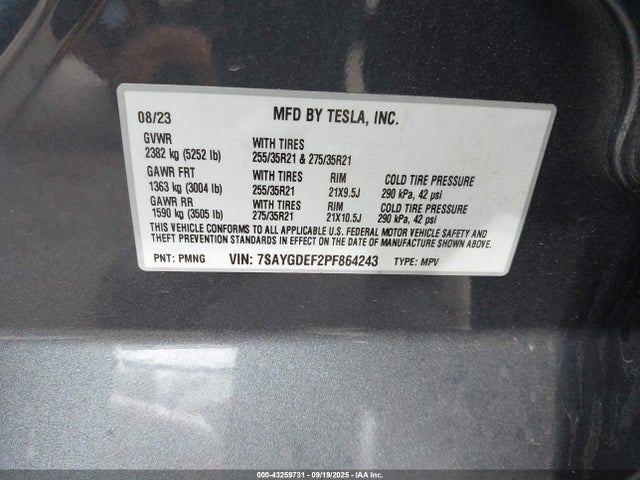 08/23 MFD BY TESLA, INC.
GVWR WITH TIRES
2382 kg (5252 lb) 255/35R21 & 275/35R21
GAWR FRT WITH TIRES RIM COLD TIRE PRESSURE
1363 kg (3004 lb) 255/35R21 21X9.5J 290 kPa, 42 psi
GAWR RR WITH TIRES RIM COLD TIRE PRESSURE
1590 kg (3505 lb) 275/35R21 21X10.5J 290 kPa, 42 psi
THIS VEHICLE CONFORMS TO ALL APPLICABLE U.S. FEDERAL MOTOR VEHICLE SAFETY AND
THEFT PREVENTION STANDARDS IN EFFECT ON THE DATE OF MANUFACTURE SHOWN ABOVE.
PNT: PMNG VIN: 7SAYGDEF2PF864243 TYPE: MPV
000-43259731 - 09/19/2025 - IAA Inc.